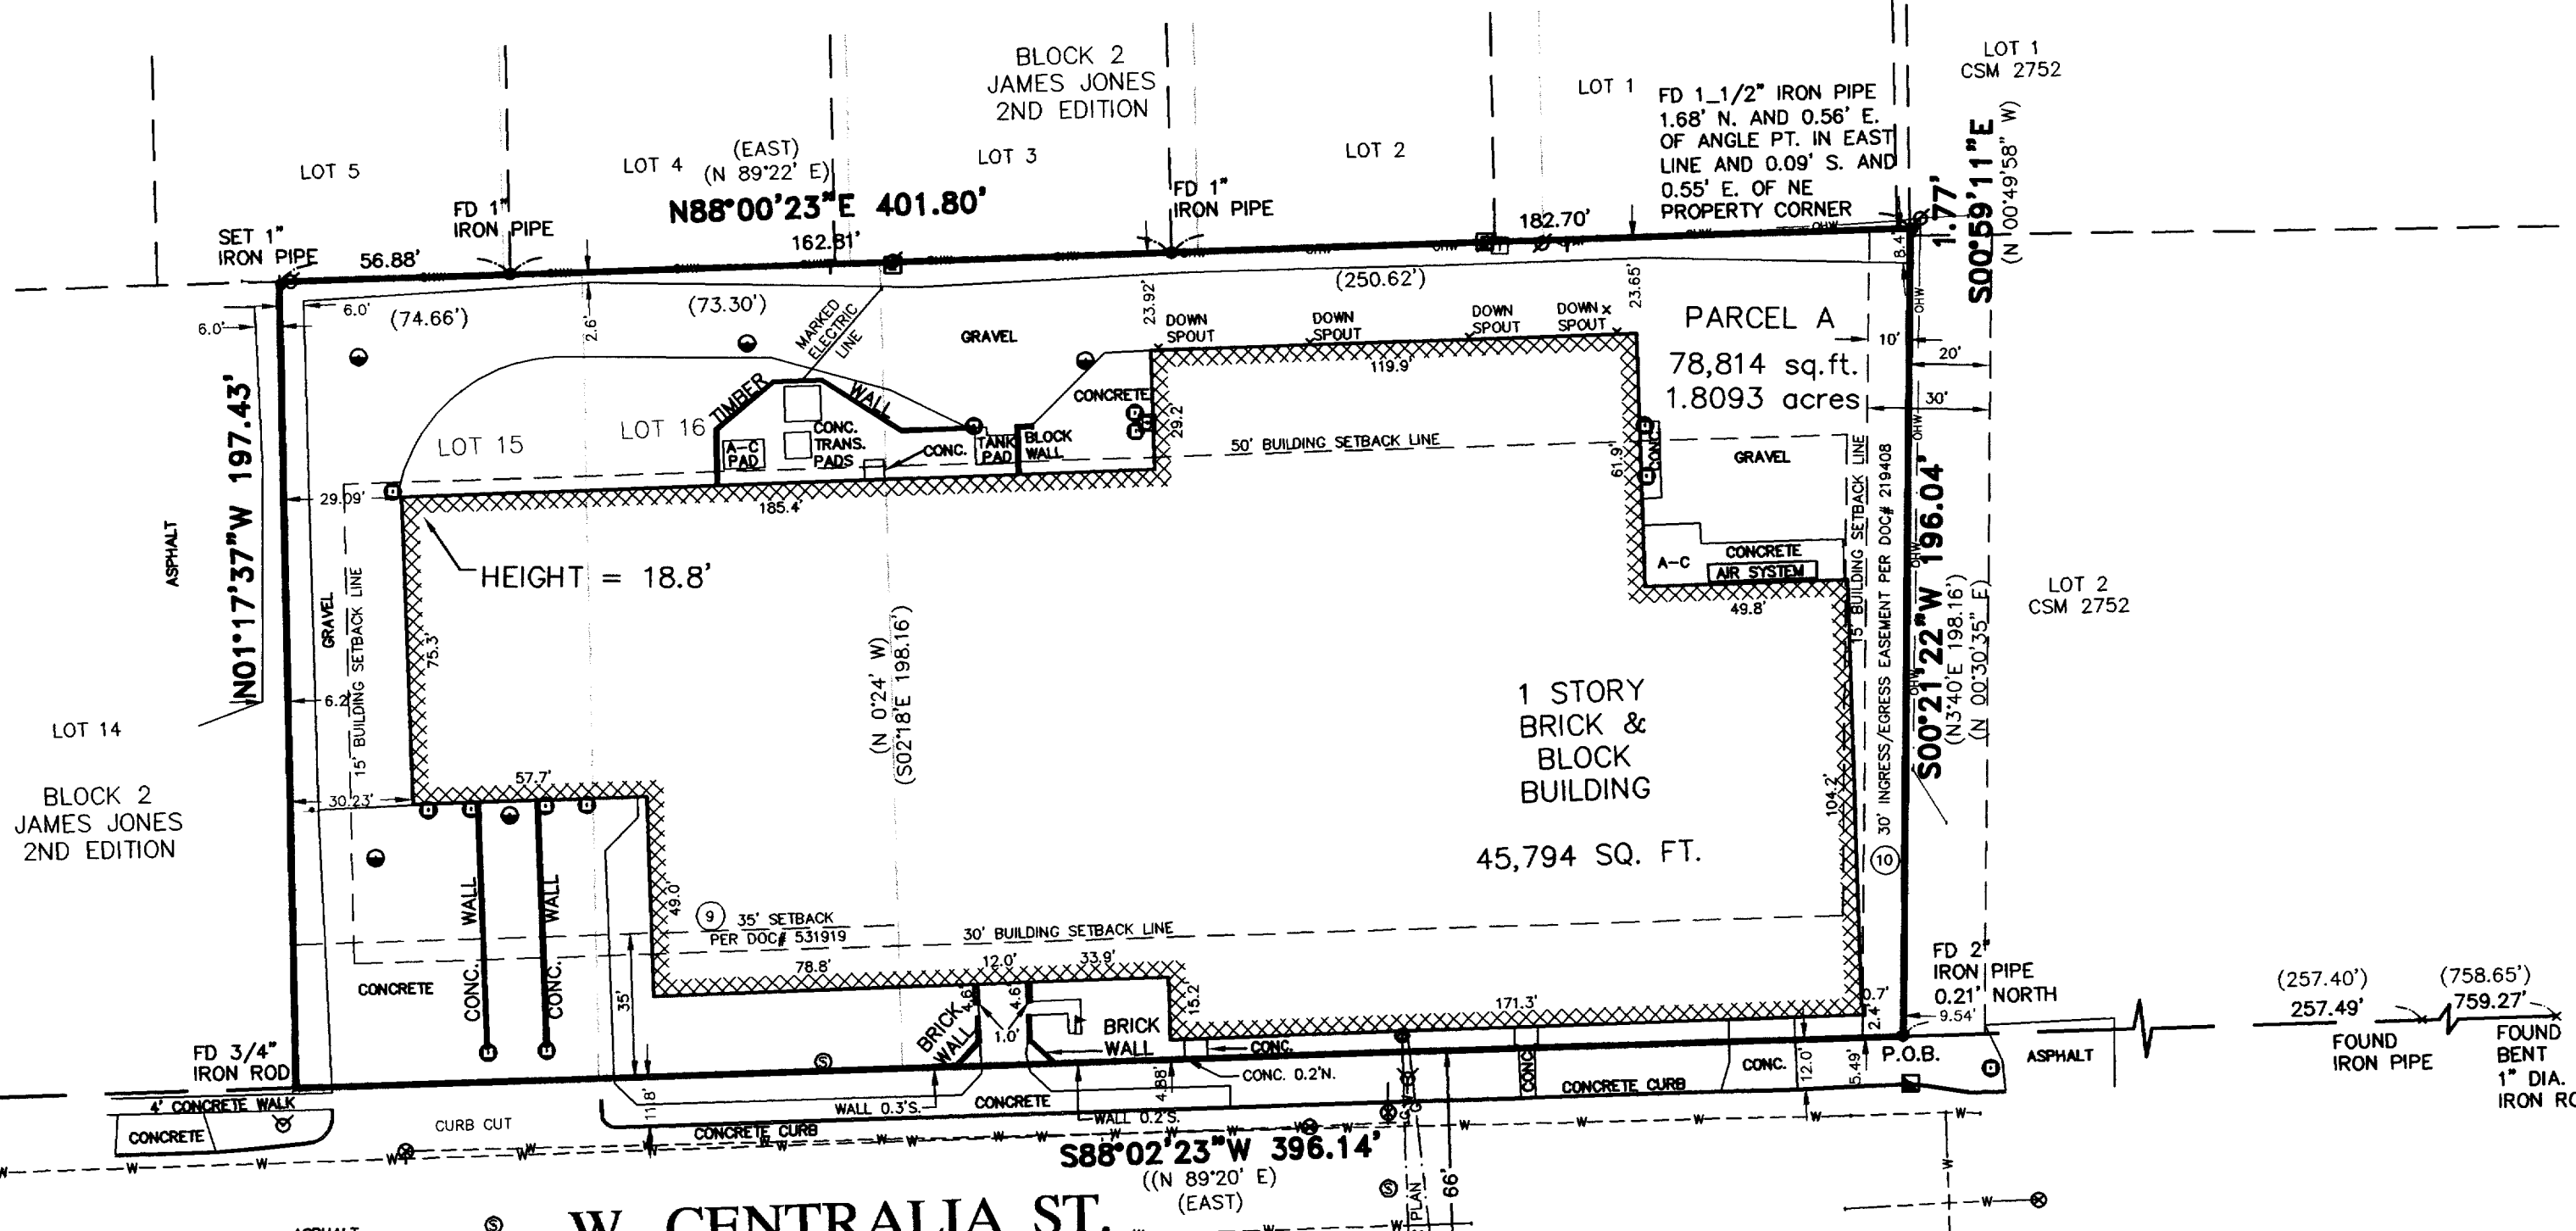 BLOCK 2
JAMES JONES
2ND EDITION
LOT 1
CSM 2752
LOT 1
FD 1_1/2" IRON PIPE
1.68' N. AND 0.56' E.
OF ANGLE PT. IN EAST
LINE AND 0.09' S. AND
0.55' E. OF NE
PROPERTY CORNER
LOT 5
LOT 4
(EAST)
(N 89°22' E)
LOT 3
LOT 2
N88°00'23"E 401.80'
FD 1"
IRON PIPE
FD 1"
IRON PIPE
SET 1"
IRON PIPE
56.88'
162.81'
182.70'
1.77'
S00°59'11"E
(N 00°49'58" W)
6.0'
6.0'
(74.66')
2.6'
(73.30')
MARKED
ELECTRIC
LINE
GRAVEL
23.92'
(250.62')
23.65'
DOWN
SPOUT
DOWN
SPOUT
DOWN
SPOUT
DOWN
SPOUT
119.9'
PARCEL A
78,814 sq.ft.
1.8093 acres
10'
20'
30'
N01°17'37"W 197.43'
LOT 15
LOT 16
TIMBER
WALL
A-C
PAD
CONC.
TRANS.
PADS
CONC.
TANK
PAD
BLOCK
WALL
CONCRETE
29.2'
50' BUILDING SETBACK LINE
61.9'
CONC.
GRAVEL
29.09'
185.4'
HEIGHT = 18.8'
A-C
CONCRETE
AIR SYSTEM
49.8'
15' BUILDING SETBACK LINE
30' INGRESS/EGRESS EASEMENT PER DOC# 219408
10
OHW
OHW
OHW
OHW
S00°21'22"W 196.04'
(N3°40'E 198.16')
(N 00°30'35" E)
LOT 2
CSM 2752
ASPHALT
GRAVEL
15' BUILDING SETBACK LINE
75.3'
6.2'
(N 0°24' W)
(S02°18'E 198.16')
1 STORY
BRICK &
BLOCK
BUILDING
45,794 SQ. FT.
104.2'
LOT 14
BLOCK 2
JAMES JONES
2ND EDITION
57.7'
30.23'
WALL
WALL
CONC.
CONC.
49.0'
9
35' SETBACK
PER DOC# 531919
30' BUILDING SETBACK LINE
CONCRETE
35'
78.8'
12.0'
33.9'
4.6'
4.6'
1.0'
BRICK
WALL
BRICK
WALL
15.2'
171.3'
0.7'
2.4'
9.54'
FD 2"
IRON PIPE
0.21' NORTH
P.O.B.
(257.40')
257.49'
(758.65')
759.27'
FOUND
IRON PIPE
FOUND
BENT
1" DIA.
IRON RO
ASPHALT
FD 3/4"
IRON ROD
4' CONCRETE WALK
CONCRETE
CURB CUT
11.8'
WALL 0.3'S.
CONCRETE
WALL 0.2'S.
4.88'
CONC.
CONC. 0.2'N.
CONC
CONC.
12.0'
5.49'
CONCRETE CURB
CONCRETE CURB
S88°02'23"W 396.14'
((N 89°20' E)
(EAST)
66'
PLAN
W. CENTRALIA ST.
ASPHALT